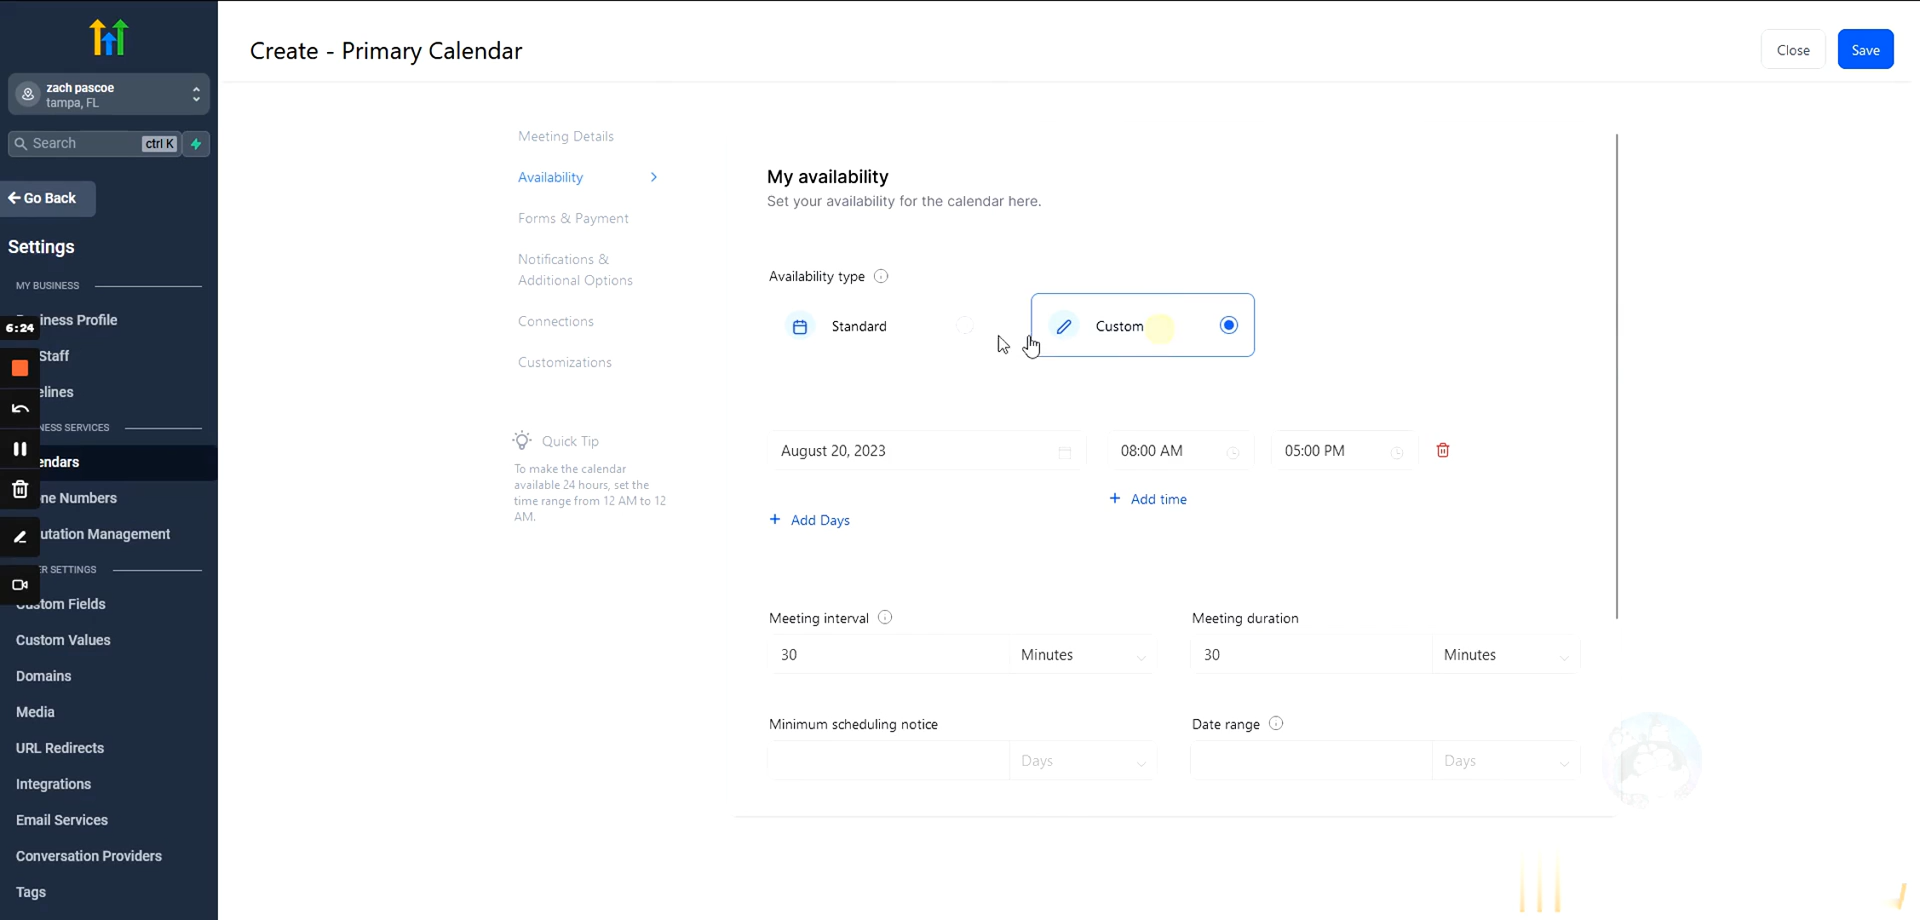 Create - Primary Calendar
Close
Save
zach pascoe
tampa, FL
Search
ctrl K
Go Back
Settings
MY BUSINESS
iness Profile
6:24
Staff
elines
NESS SERVICES
endars
ne Numbers
utation Management
ER SETTINGS
Custom Fields
Custom Values
Domains
Media
URL Redirects
Integrations
Email Services
Conversation Providers
Tags
Meeting Details
Availability
Forms & Payment
Notifications &
Additional Options
Connections
Customizations
Quick Tip
To make the calendar
available 24 hours, set the
time range from 12 AM to 12
AM.
My availability
Set your availability for the calendar here.
Availability type
Standard
Custom
August 20, 2023
08:00 AM
05:00 PM
+ Add time
+ Add Days
Meeting interval
Meeting duration
30
Minutes
30
Minutes
Minimum scheduling notice
Date range
Days
Days